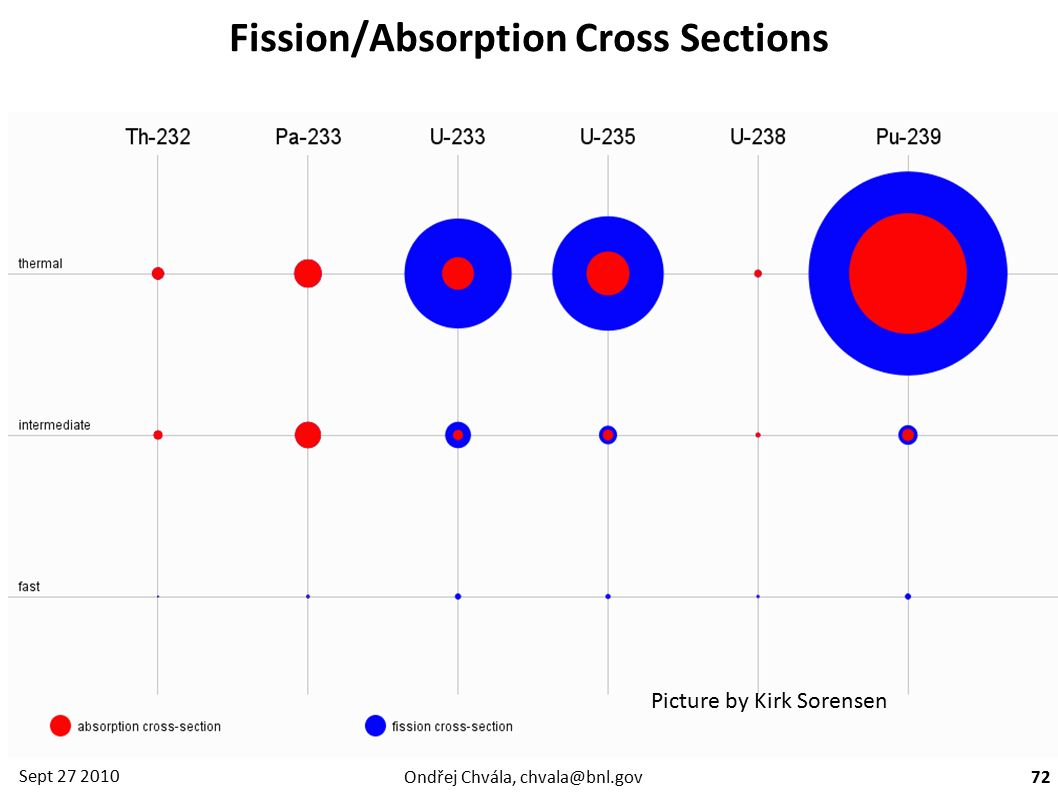 Fission/Absorption Cross Sections
Th-232 Pa-233 U-233 U-235 U-238 Pu-239
thermal
intermediate
fast
Picture by Kirk Sorensen
absorption cross-section fission cross-section
Sept 27 2010 Ondřej Chvála, chvala@bnl.gov 72